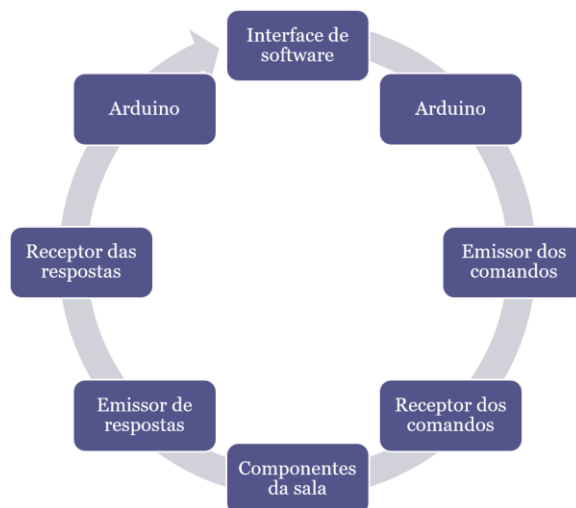 Interface de
software
Arduino
Emissor dos
comandos
Receptor dos
comandos
Componentes
da sala
Emissor de
respostas
Receptor das
respostas
Arduino